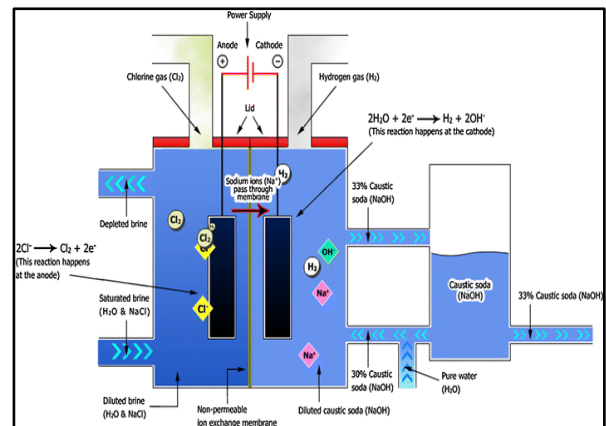 Power Supply
Anode
Cathode
+
−
Chlorine gas (Cl₂)
Hydrogen gas (H₂)
Lid
2H₂O + 2e⁻ ⟶ H₂ + 2OH⁻
(This reaction happens at the cathode)
Sodium ions (Na⁺)
pass through
membrane
H₂
33% Caustic
soda (NaOH)
Depleted brine
Cl₂
Cl₂
2Cl⁻ ⟶ Cl₂ + 2e⁻
(This reaction happens
at the anode)
OH⁻
H₂
Na⁺
Caustic soda
(NaOH)
33% Caustic soda (NaOH)
Saturated brine
(H₂O & NaCl)
Cl⁻
Na⁺
30% Caustic
soda (NaOH)
Pure water
(H₂O)
Diluted brine
(H₂O & NaCl)
Non-permeable
ion exchange membrane
Diluted caustic soda (NaOH)